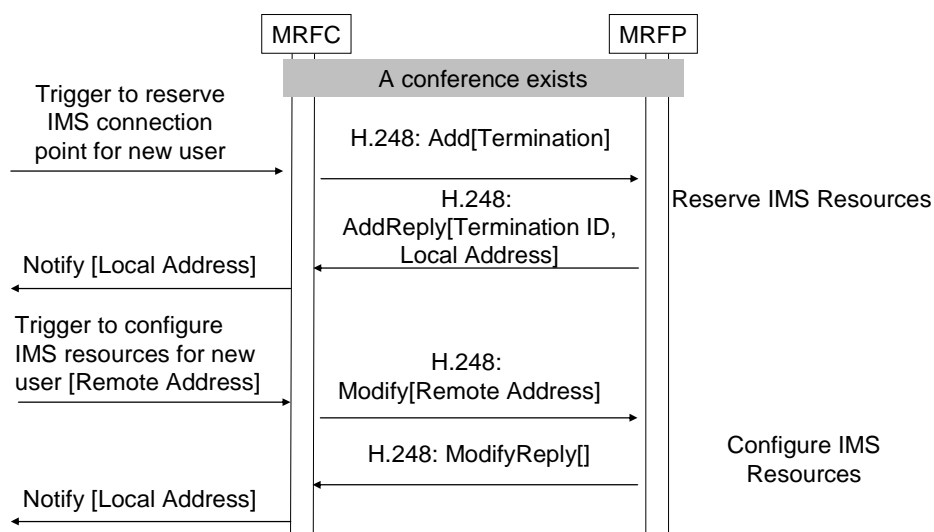 MRFC
MRFP
A conference exists
Trigger to reserve
IMS connection
point for new user
H.248: Add[Termination]
Reserve IMS Resources
H.248:
AddReply[Termination ID,
Local Address]
Notify [Local Address]
Trigger to configure
IMS resources for new
user [Remote Address]
H.248:
Modify[Remote Address]
H.248: ModifyReply[]
Configure IMS
Resources
Notify [Local Address]